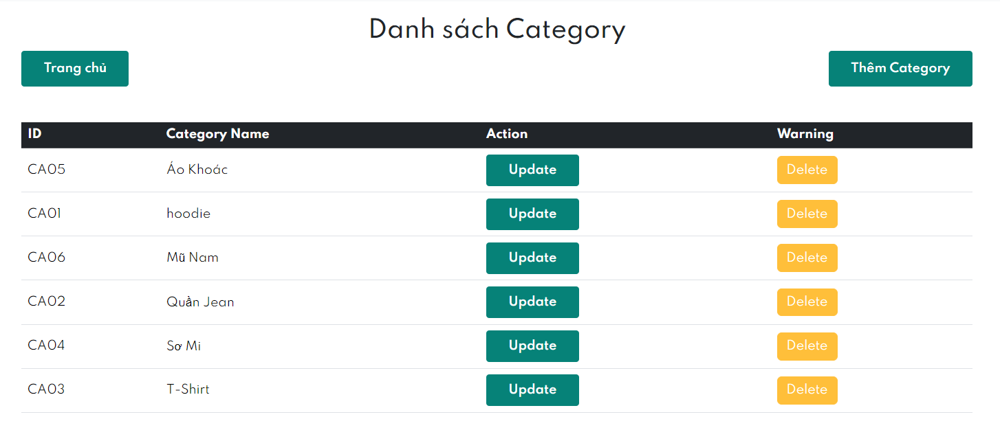 Danh sách Category
Trang chủ Thêm Category
ID Category Name Action Warning
CA05 Áo Khoác Update Delete
CA01 hoodie Update Delete
CA06 Mũ Nam Update Delete
CA02 Quần Jean Update Delete
CA04 Sơ Mi Update Delete
CA03 T-Shirt Update Delete